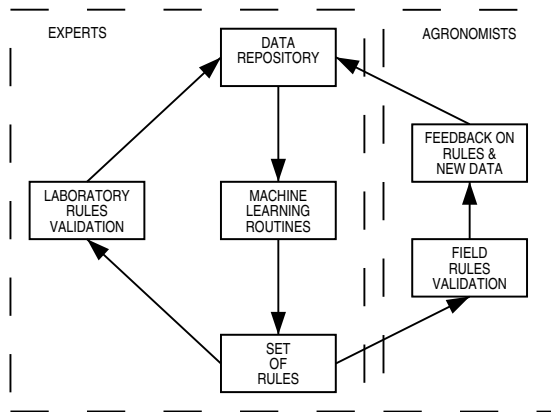 EXPERTS
AGRONOMISTS
DATA
REPOSITORY
FEEDBACK ON
RULES &
NEW DATA
LABORATORY
RULES
VALIDATION
MACHINE
LEARNING
ROUTINES
FIELD
RULES
VALIDATION
SET
OF
RULES